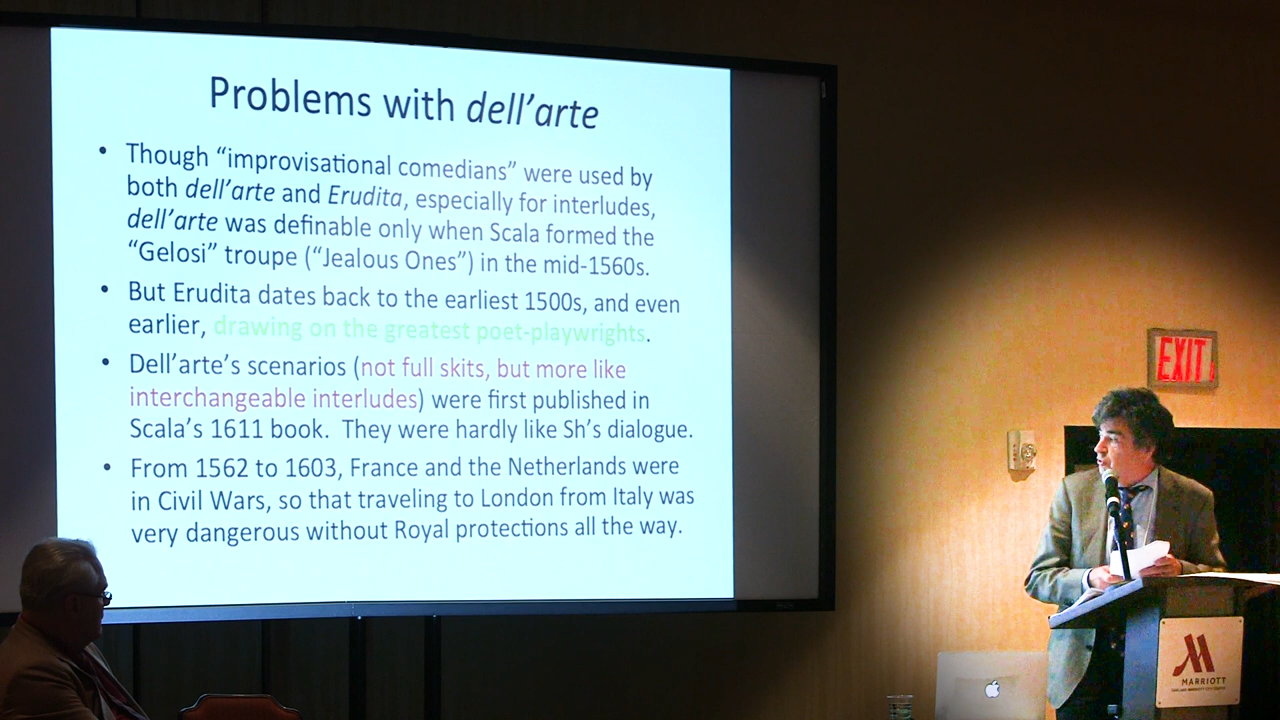 Problems with dell’arte
• Though “improvisational comedians” were used by
both dell’arte and Erudita, especially for interludes,
dell’arte was definable only when Scala formed the
“Gelosi” troupe (“Jealous Ones”) in the mid-1560s.
• But Erudita dates back to the earliest 1500s, and even
earlier, drawing on the greatest poet-playwrights.
• Dell’arte’s scenarios (not full skits, but more like
interchangeable interludes) were first published in
Scala’s 1611 book.  They were hardly like Sh’s dialogue.
• From 1562 to 1603, France and the Netherlands were
in Civil Wars, so that traveling to London from Italy was
very dangerous without Royal protections all the way.
EXIT
MARRIOTT
OAKLAND MARRIOTT CITY CENTER